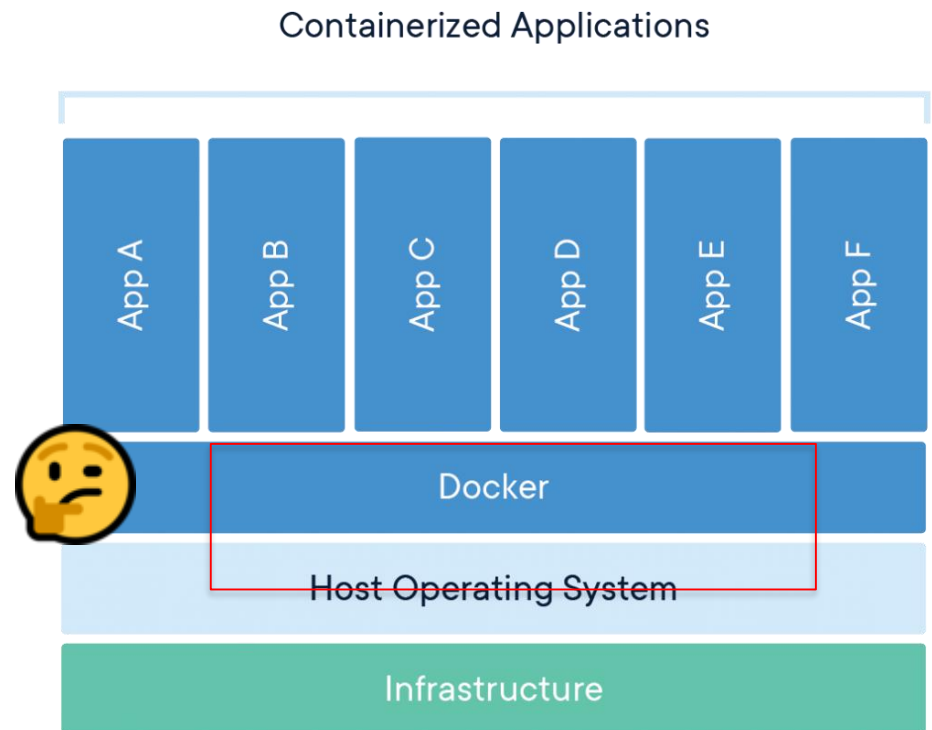 Containerized Applications
App A
App B
App C
App D
App E
App F
Docker
Host Operating System
Infrastructure